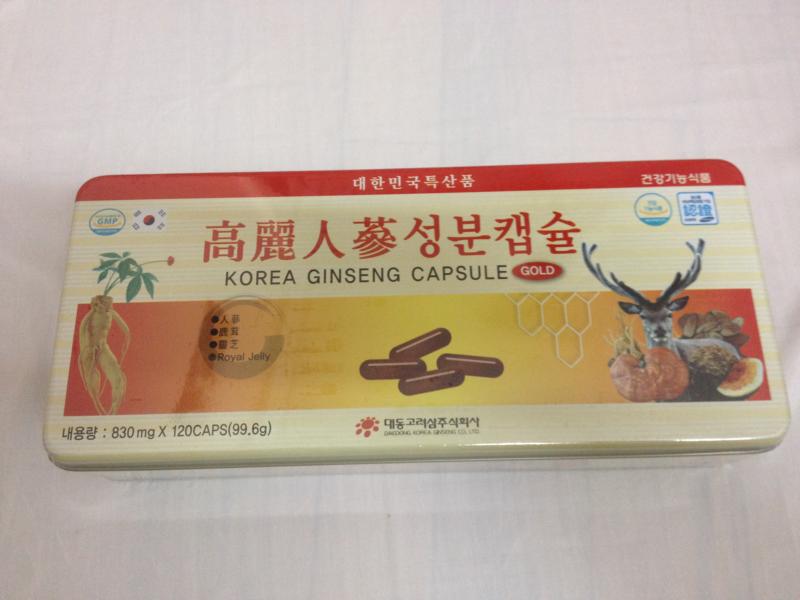 대한민국특산품
건강기능식품
GMP
認證
高麗人蔘성분캡슐
KOREA GINSENG CAPSULE GOLD
●人蔘
●鹿茸
●靈芝
●Royal Jelly
내용량 : 830mg X 120CAPS(99.6g)
대동고려삼주식회사
DAEDONG KOREA GINSENG CO., LTD.